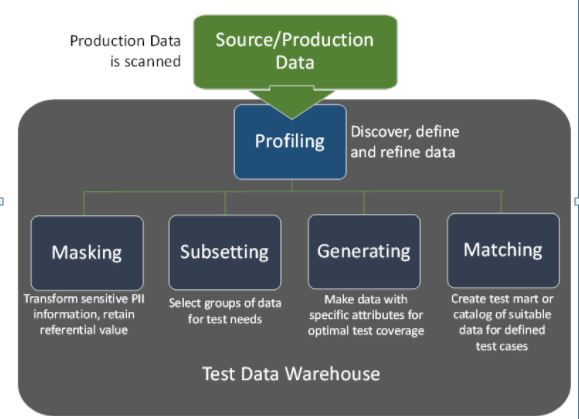 Production Data
is scanned
Source/Production
Data
Profiling
Discover, define
and refine data
Masking
Subsetting
Generating
Matching
Transform sensitive PII
information, retain
referential value
Select groups of data
for test needs
Make data with
specific attributes for
optimal test coverage
Create test mart or
catalog of suitable
data for defined
test cases
Test Data Warehouse